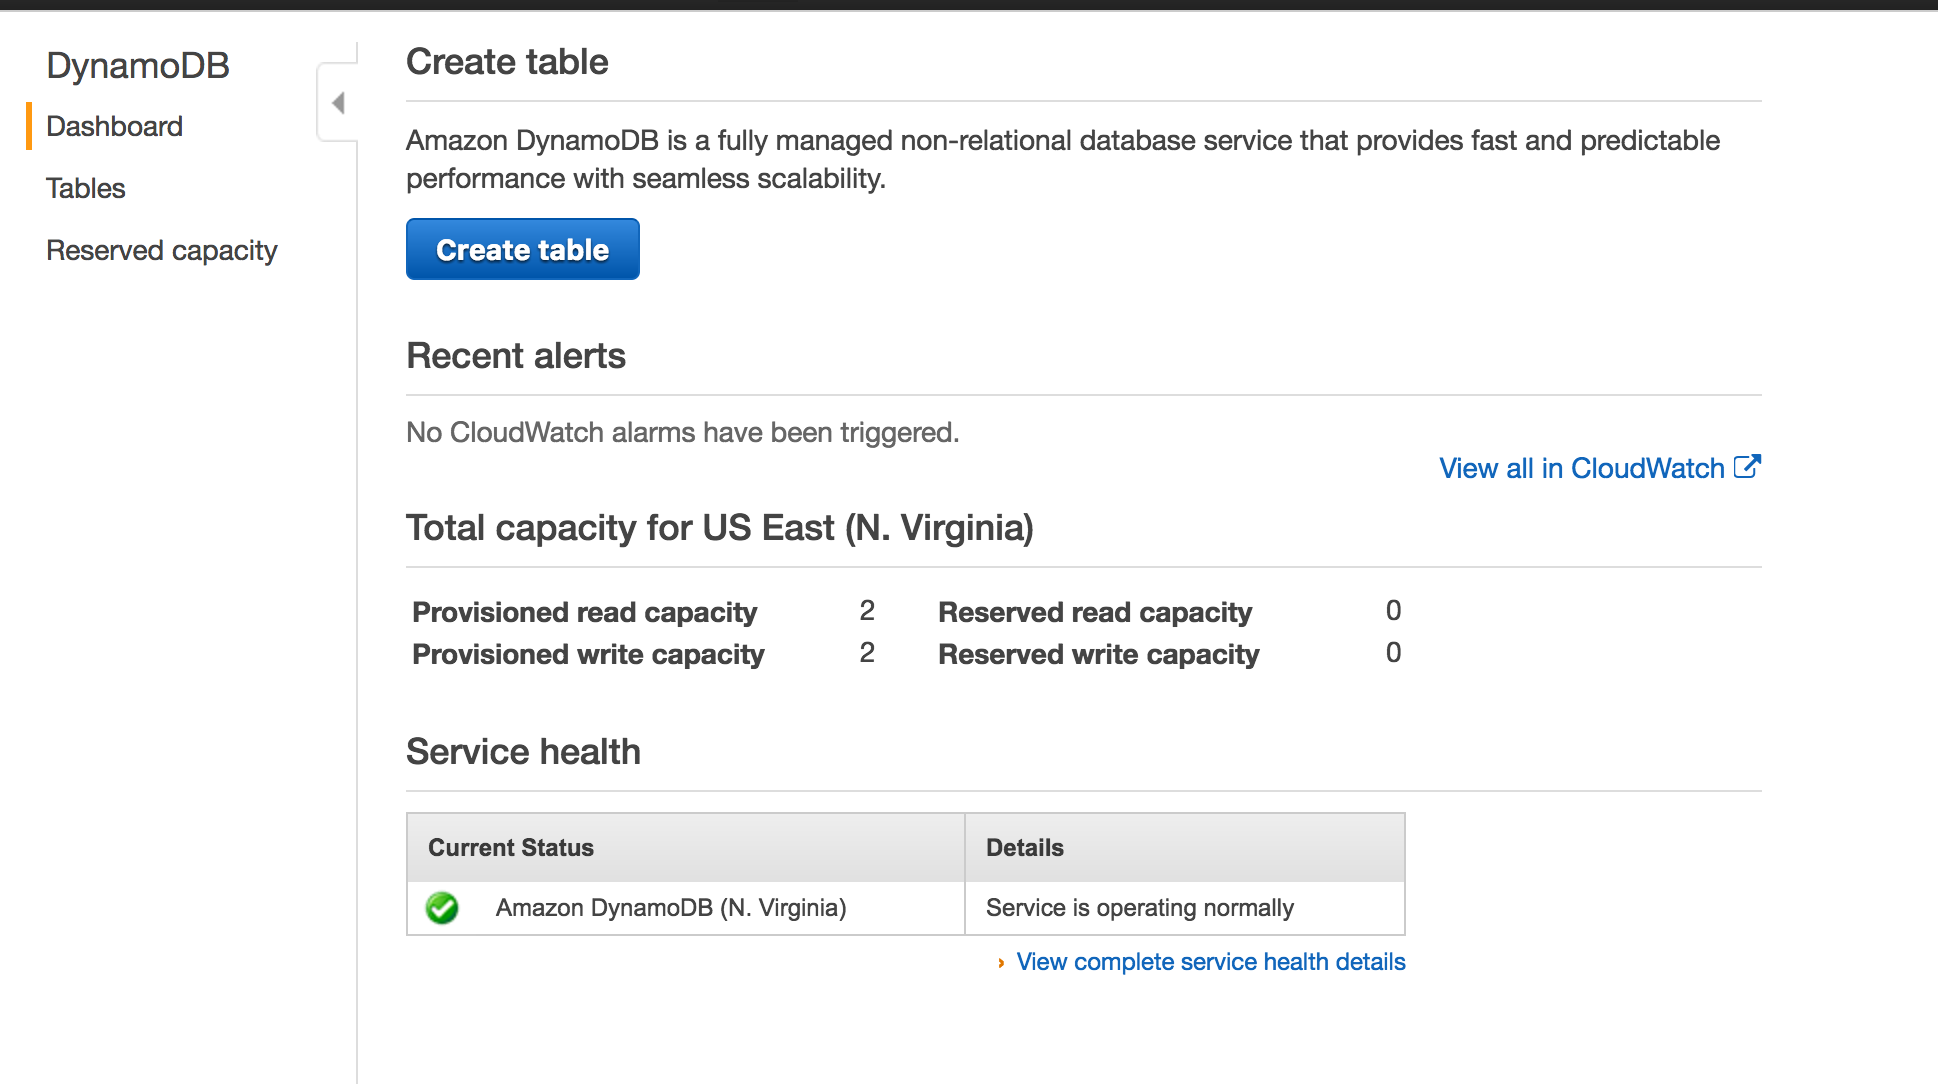 DynamoDB
Dashboard
Tables
Reserved capacity
Create table
Amazon DynamoDB is a fully managed non-relational database service that provides fast and predictable
performance with seamless scalability.
Create table
Recent alerts
No CloudWatch alarms have been triggered.
View all in CloudWatch
Total capacity for US East (N. Virginia)
Provisioned read capacity 2 Reserved read capacity 0
Provisioned write capacity 2 Reserved write capacity 0
Service health
Current Status Details
Amazon DynamoDB (N. Virginia) Service is operating normally
View complete service health details